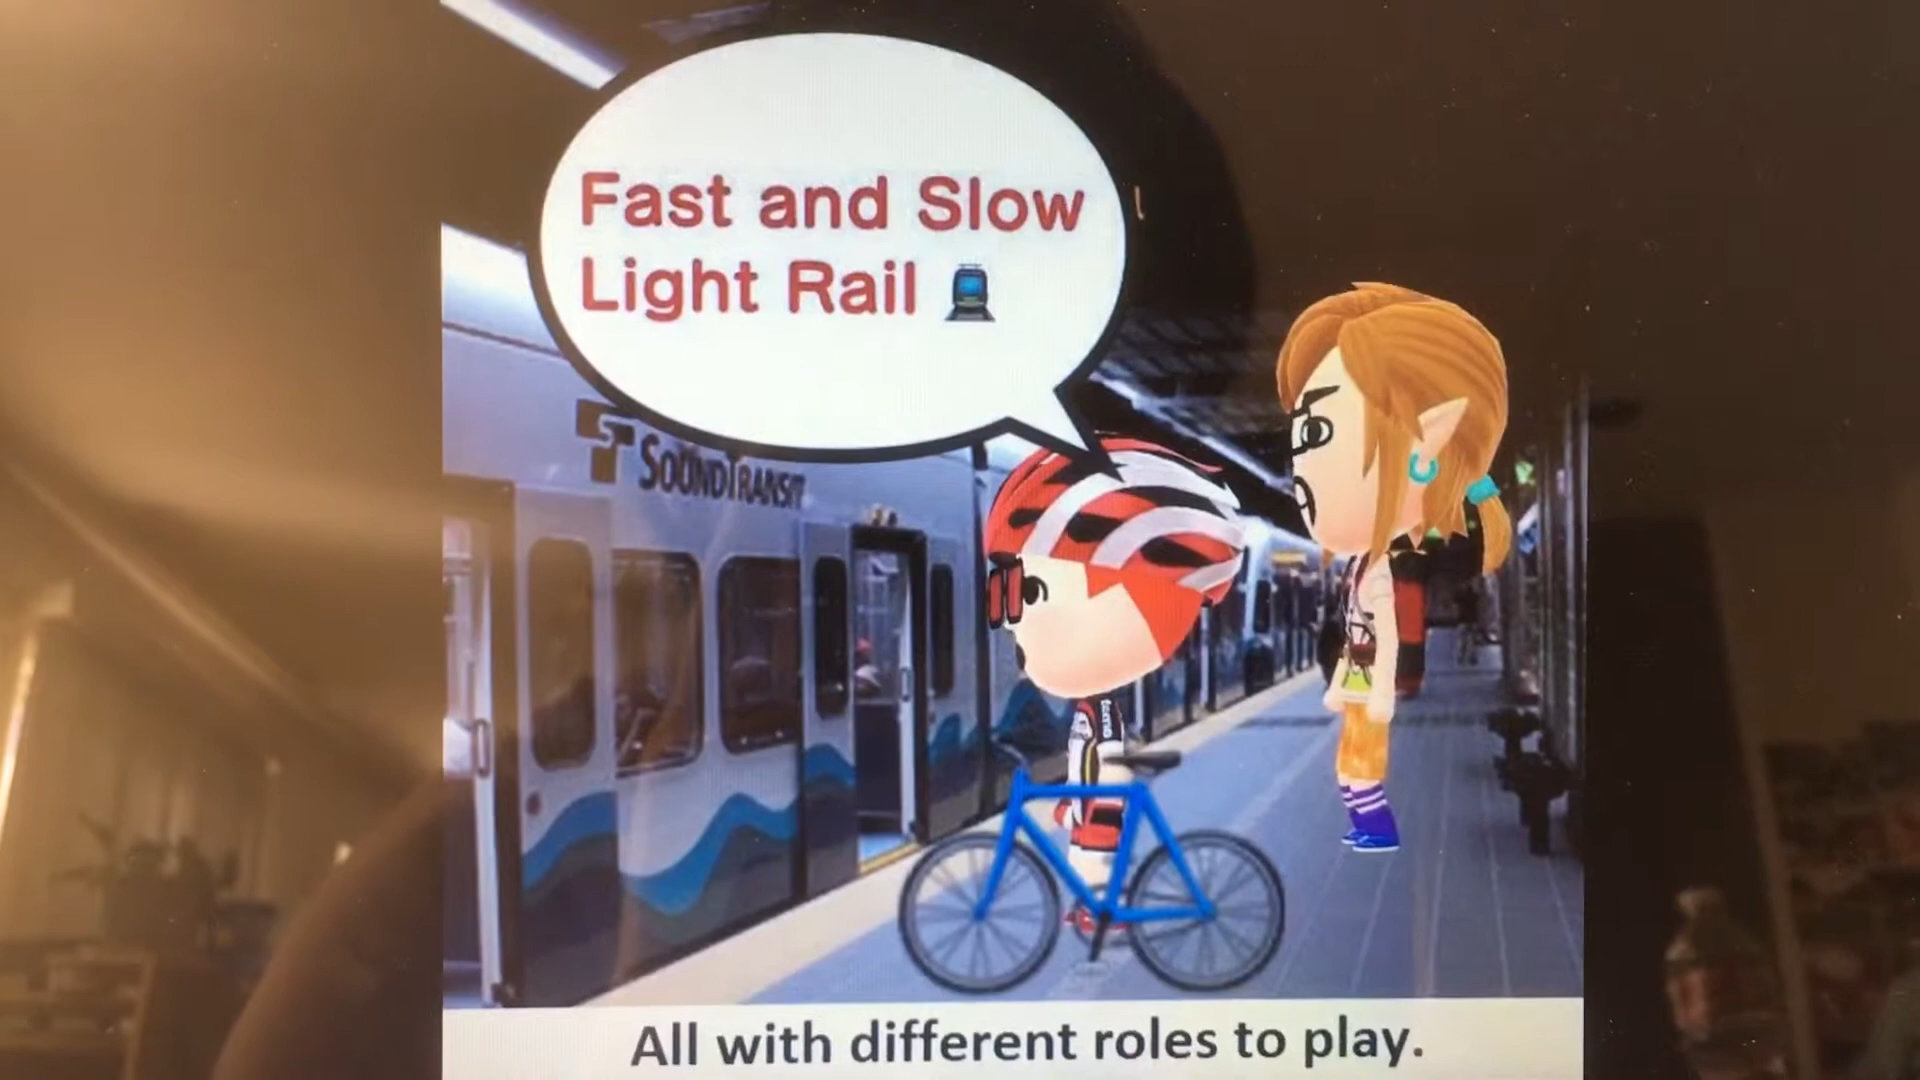 Fast and Slow
Light Rail
SOUNDTRANSIT
All with different roles to play.